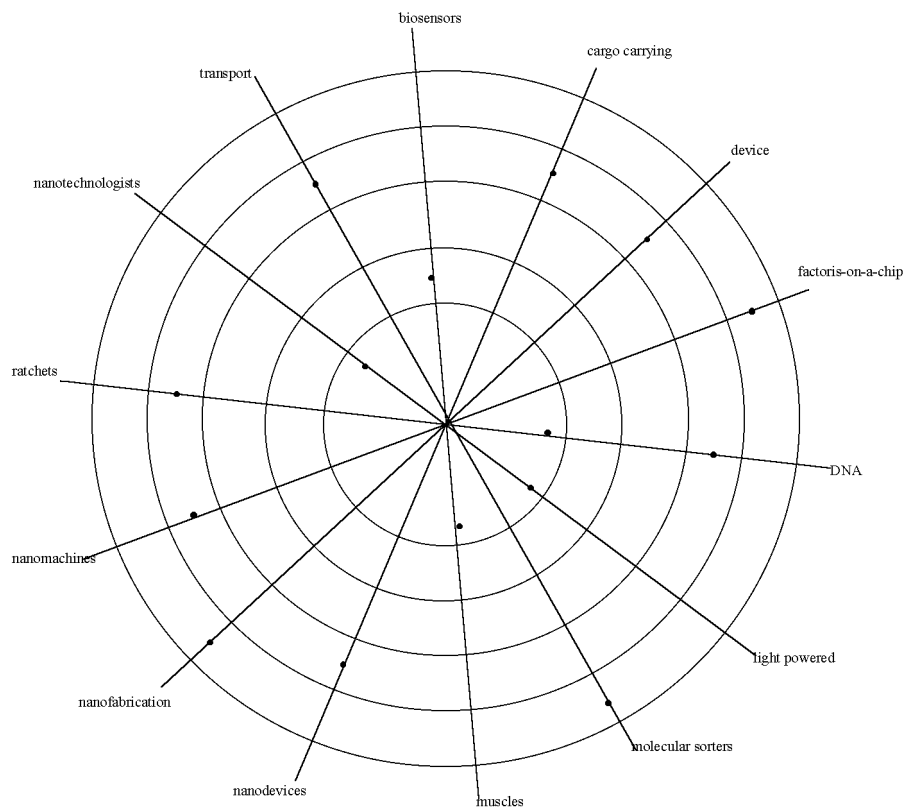 biosensors
cargo carrying
transport
device
nanotechnologists
factoris-on-a-chip
ratchets
DNA
nanomachines
light powered
nanofabrication
molecular sorters
nanodevices
muscles